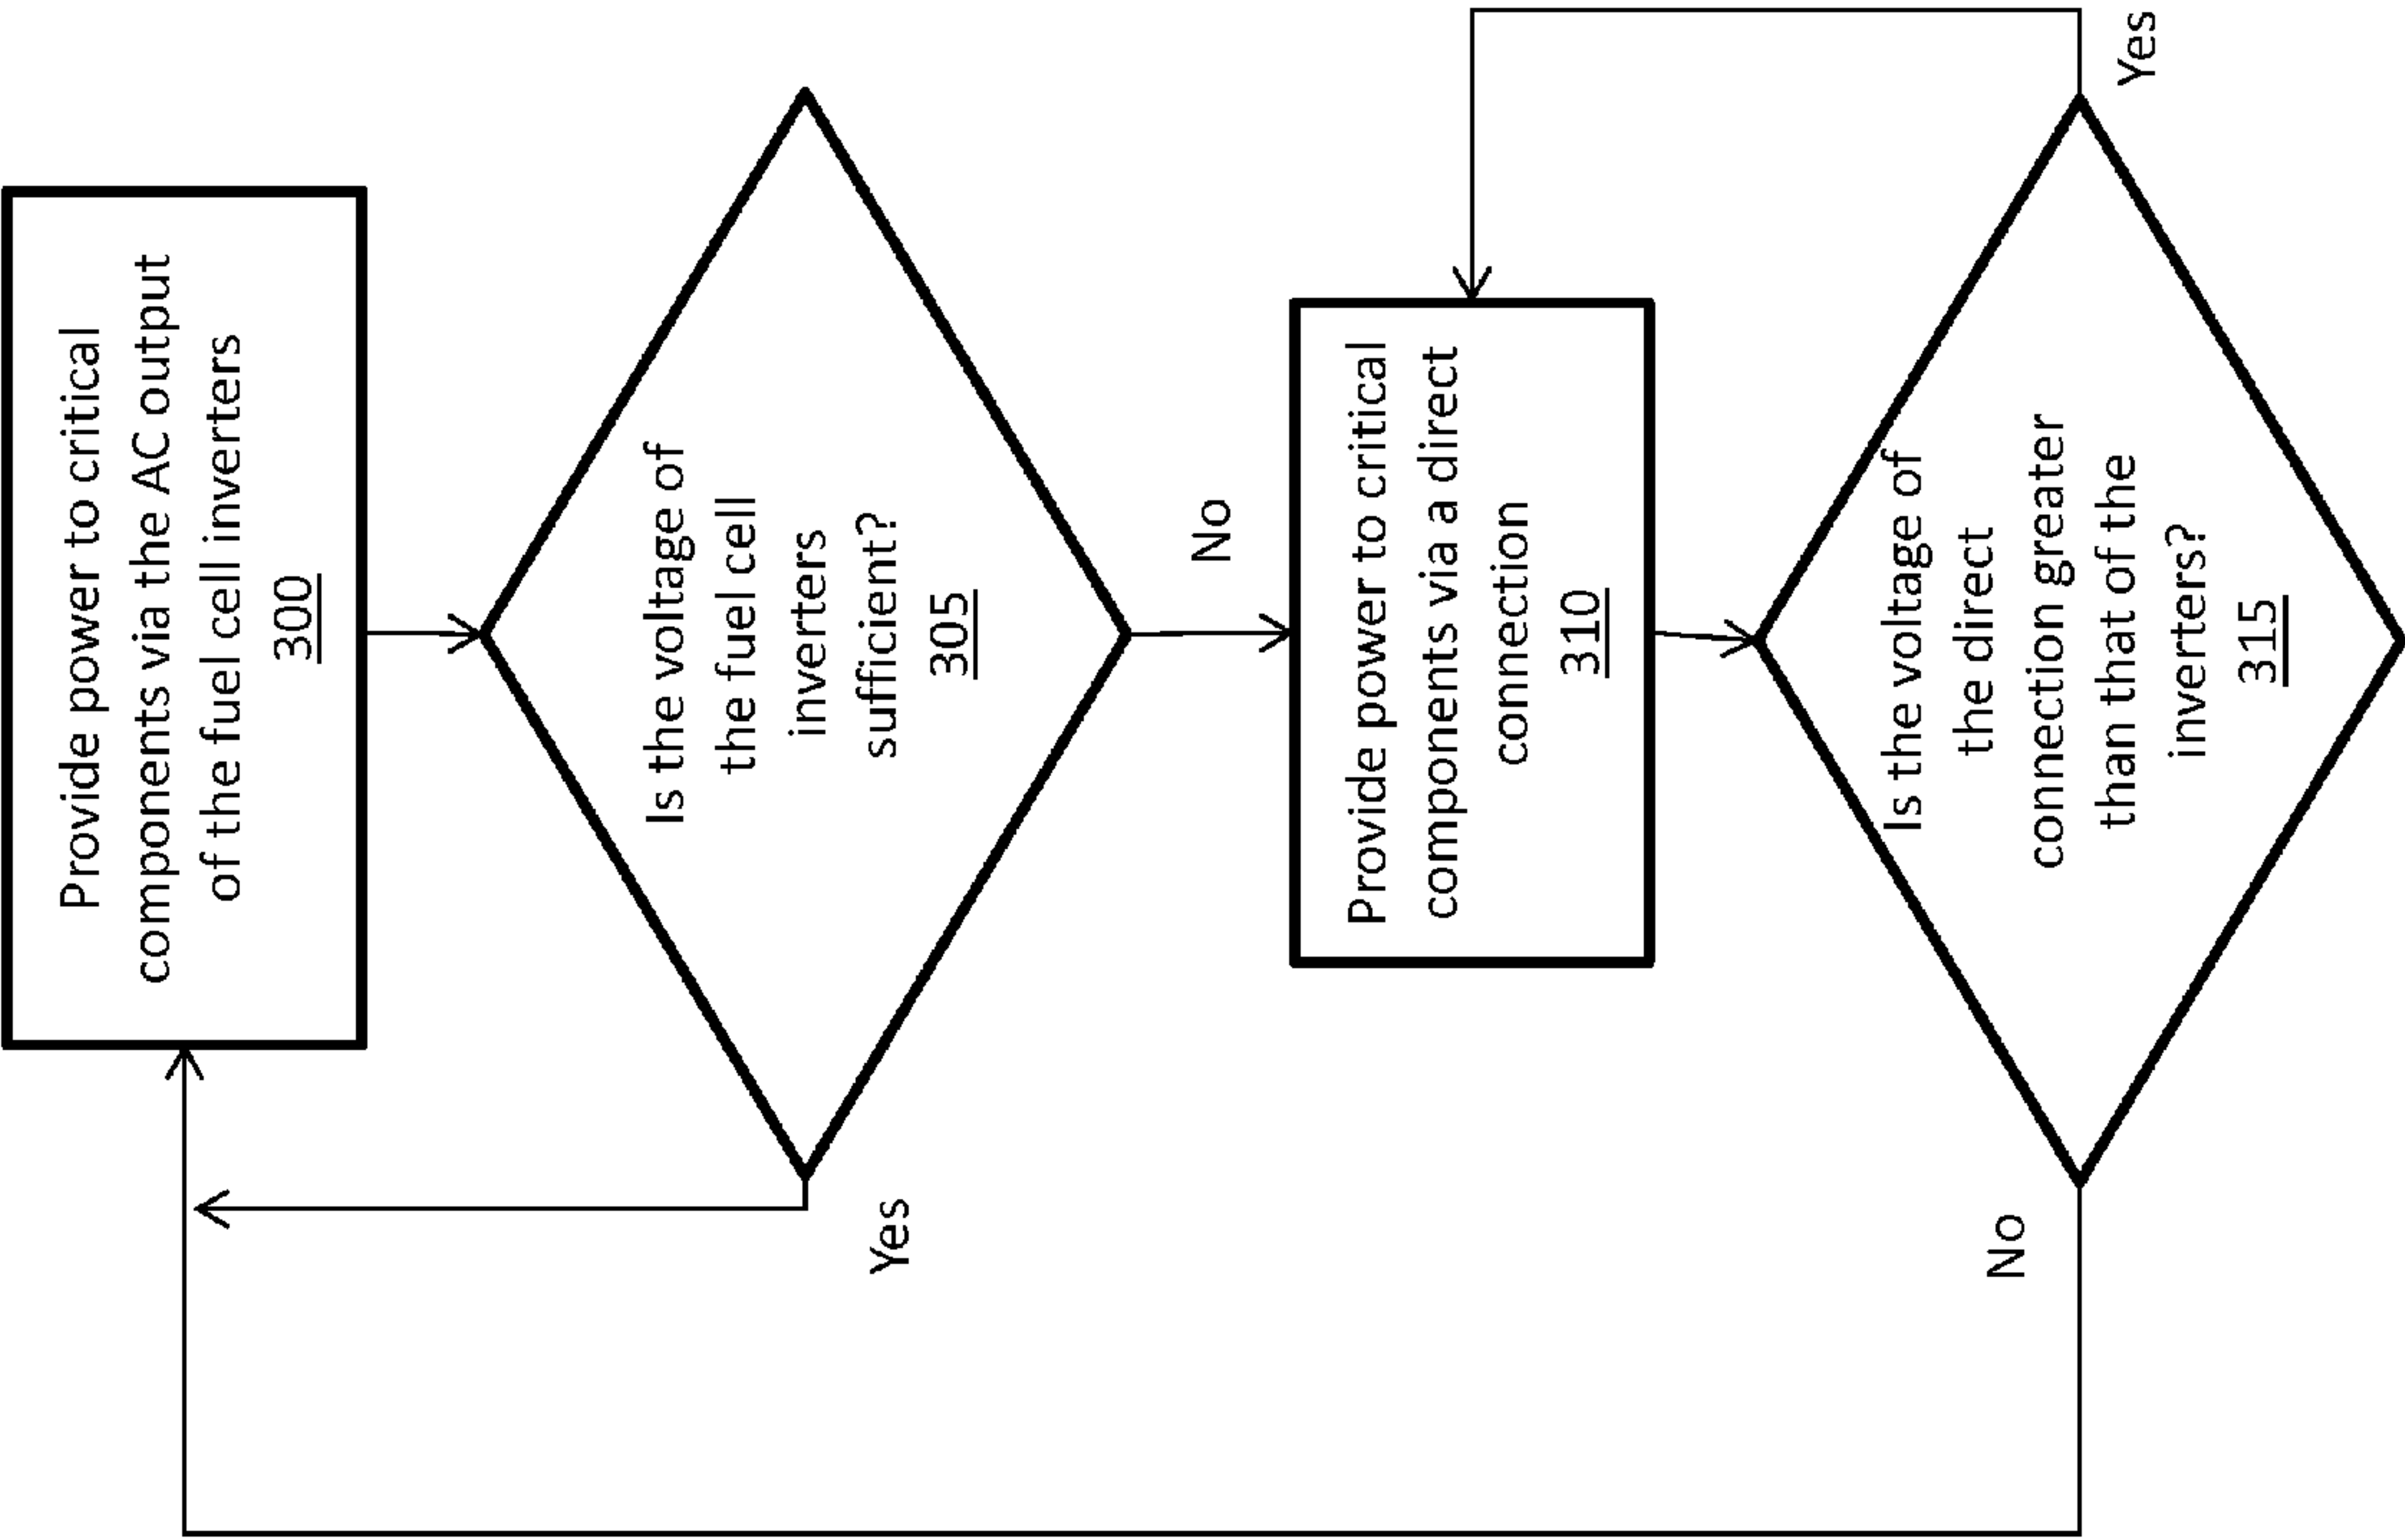 Provide power to critical
components via the AC output
of the fuel cell inverters
300
Is the voltage of
the fuel cell
inverters
sufficient?
305
Yes
No
Provide power to critical
components via a direct
connection
310
Is the voltage of
the direct
connection greater
than that of the
inverters?
315
No
Yes